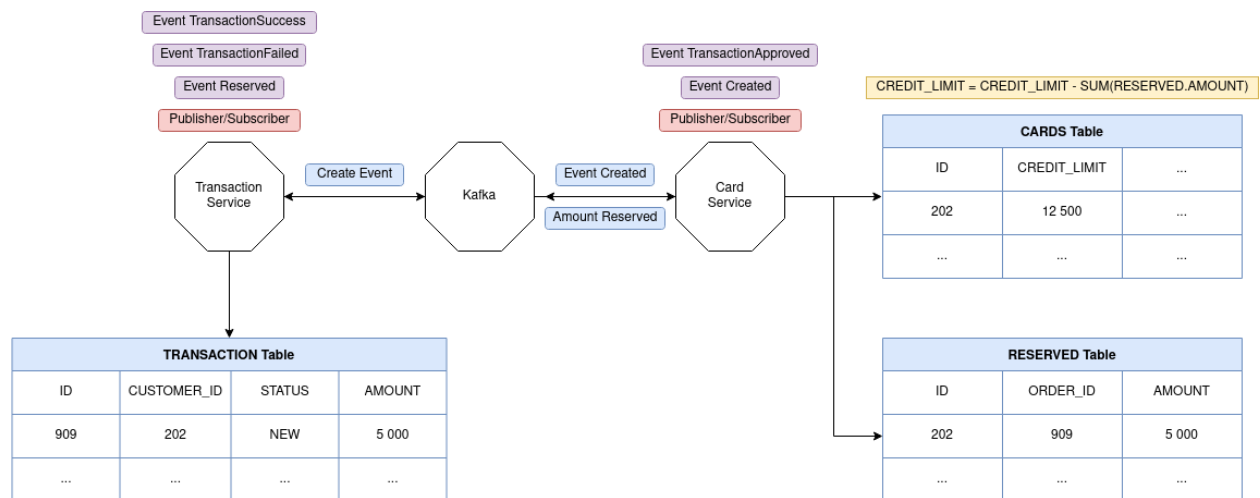 Event TransactionSuccess
Event TransactionFailed
Event Reserved
Publisher/Subscriber
Transaction
Service
Create Event
Kafka
Event Created
Amount Reserved
Event TransactionApproved
Event Created
Publisher/Subscriber
Card
Service
CREDIT_LIMIT = CREDIT_LIMIT - SUM(RESERVED.AMOUNT)
CARDS Table
ID CREDIT_LIMIT ...
202 12 500 ...
... ... ...
TRANSACTION Table
ID CUSTOMER_ID STATUS AMOUNT
909 202 NEW 5 000
... ... ... ...
RESERVED Table
ID ORDER_ID AMOUNT
202 909 5 000
... ... ...